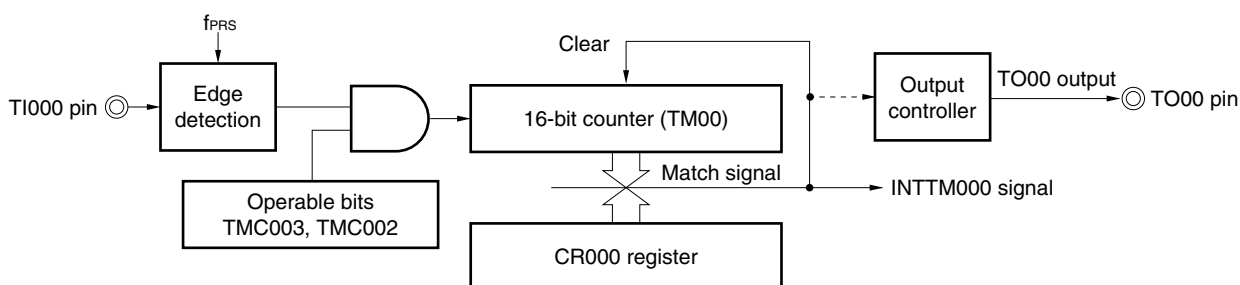 fPRS
Clear
TI000 pin
Edge
detection
16-bit counter (TM00)
Output
controller
TO00 output
TO00 pin
Operable bits
TMC003, TMC002
Match signal
INTTM000 signal
CR000 register